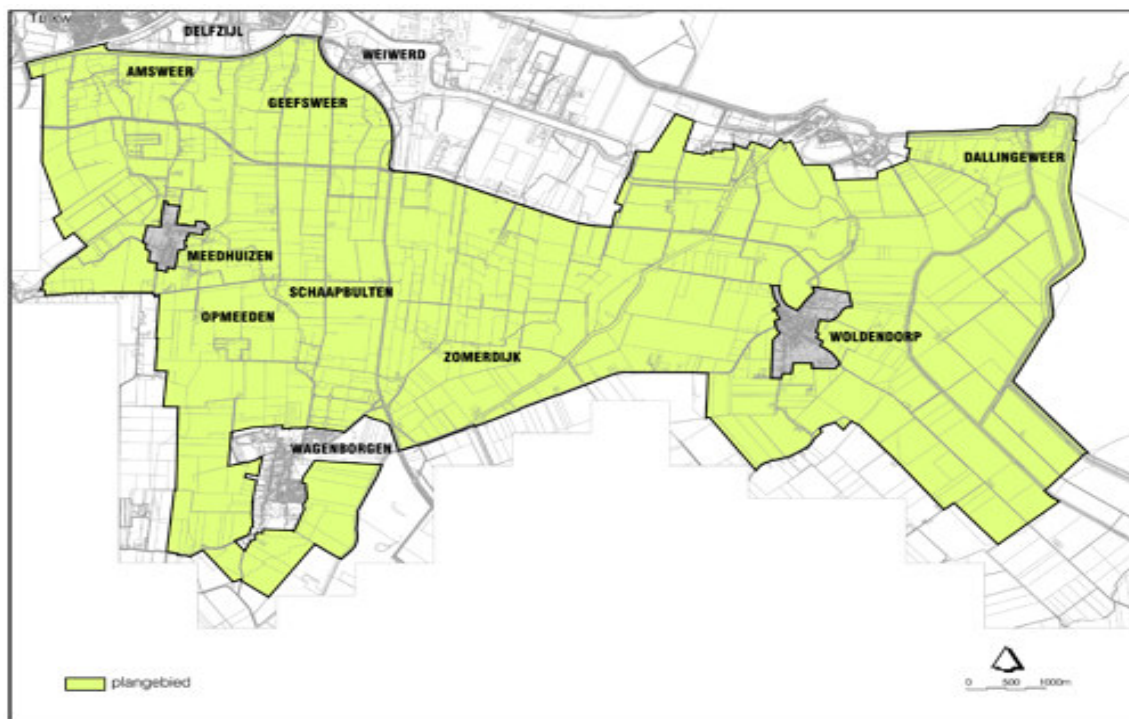 DELFZIJL
WEIWERD
AMSWEER
GEEFSWEER
DALLINGEWEER
MEEDHUIZEN
SCHAAPBULTEN
OPMEEDEN
WOLDENDORP
ZOMERDIJK
WAGENBORGEN
plangebied
0 500 1000m